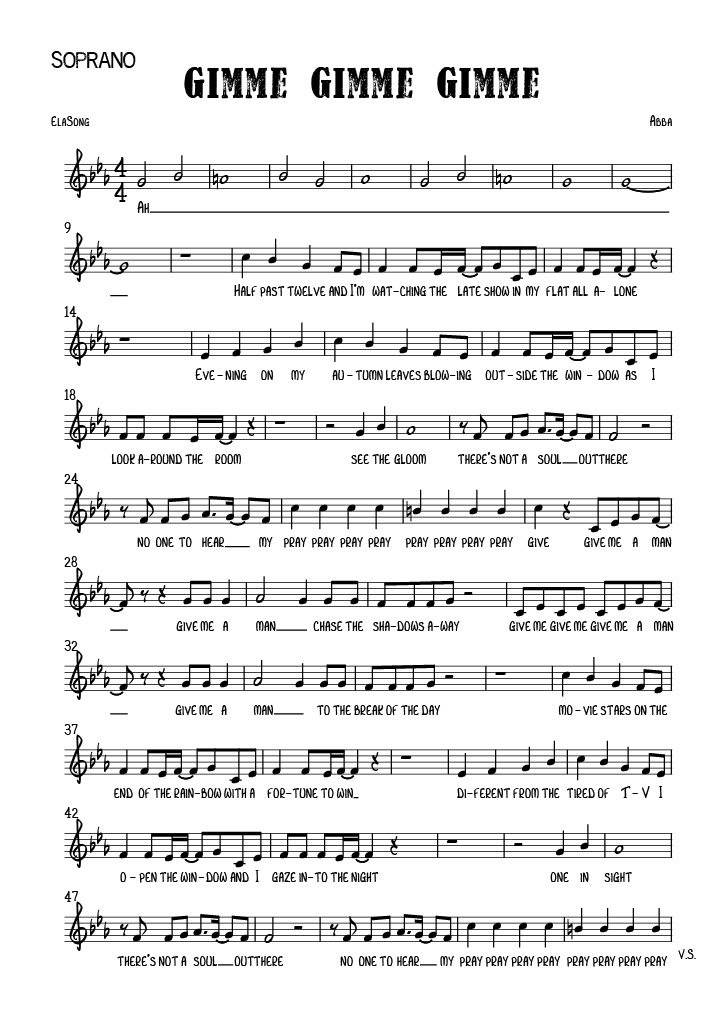 SOPRANO
GIMME GIMME GIMME
ELASONG
ABBA
4
4
AH
9
HALF PAST TWELVE AND I'M WAT-CHING THE LATE SHOW IN MY FLAT ALL A- LONE
14
EVE-NING ON MY AU-TUMN LEAVES BLOW-ING OUT-SIDE THE WIN-DOW AS I
18
LOOK A-ROUND THE ROOM SEE THE GLOOM THERE'S NOT A SOUL OUTTHERE
24
NO ONE TO HEAR MY PRAY PRAY PRAY PRAY PRAY PRAY PRAY PRAY GIVE GIVE ME A MAN
28
GIVE ME A MAN CHASE THE SHA-DOWS A-WAY GIVE ME GIVE ME GIVE ME A MAN
32
GIVE ME A MAN TO THE BREAK OF THE DAY MO-VIE STARS ON THE
37
END OF THE RAIN-BOW WITH A FOR-TUNE TO WIN_ DI-FERENT FROM THE TIRED OF T-V I
42
O-PEN THE WIN-DOW AND I GAZE IN-TO THE NIGHT ONE IN SIGHT
47
THERE'S NOT A SOUL OUTTHERE NO ONE TO HEAR MY PRAY PRAY PRAY PRAY PRAY PRAY PRAY PRAY
V.S.